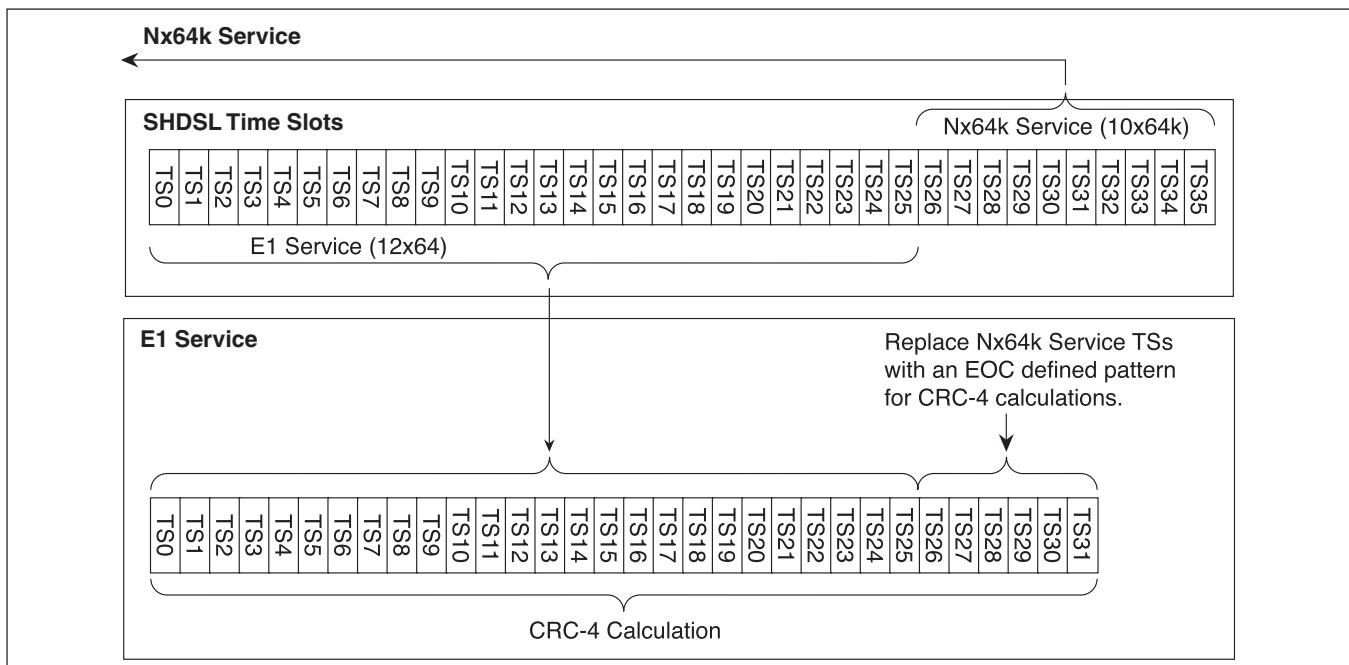 Nx64k Service
SHDSL Time Slots
Nx64k Service (10x64k)
TS0 TS1 TS2 TS3 TS4 TS5 TS6 TS7 TS8 TS9 TS10 TS11 TS12 TS13 TS14 TS15 TS16 TS17 TS18 TS19 TS20 TS21 TS22 TS23 TS24 TS25 TS26 TS27 TS28 TS29 TS30 TS31 TS32 TS33 TS34 TS35
E1 Service (12x64)
E1 Service
Replace Nx64k Service TSs
with an EOC defined pattern
for CRC-4 calculations.
TS0 TS1 TS2 TS3 TS4 TS5 TS6 TS7 TS8 TS9 TS10 TS11 TS12 TS13 TS14 TS15 TS16 TS17 TS18 TS19 TS20 TS21 TS22 TS23 TS24 TS25 TS26 TS27 TS28 TS29 TS30 TS31
CRC-4 Calculation